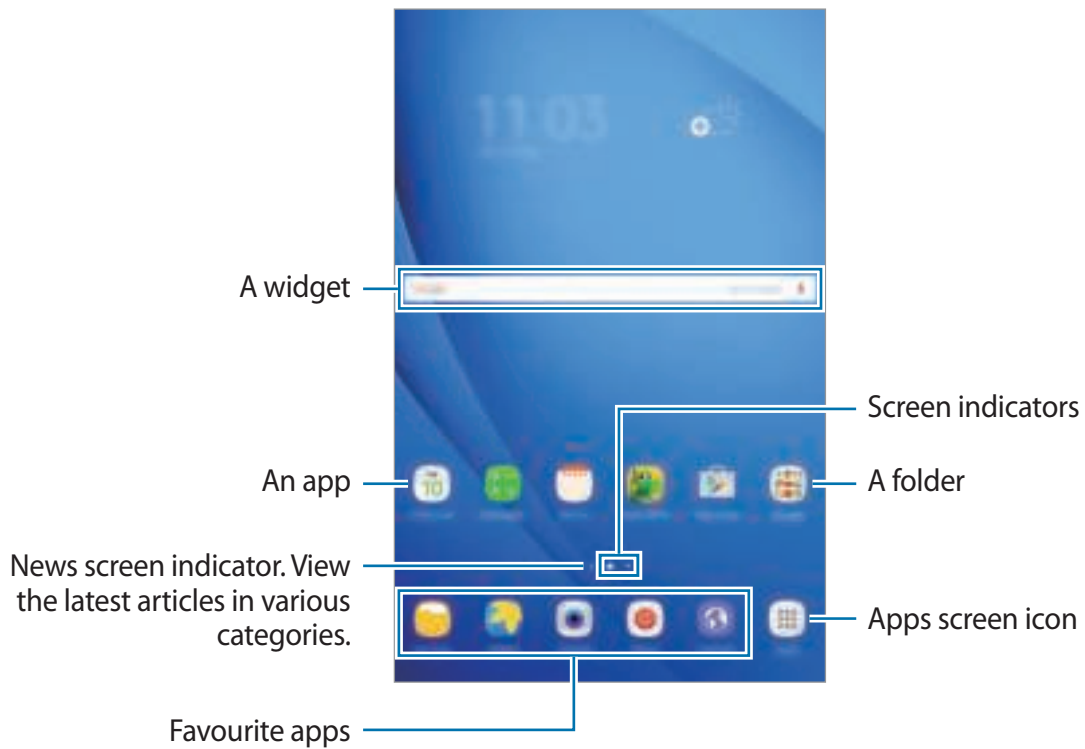 11:03
A widget
Screen indicators
An app
10
A folder
News screen indicator. View
the latest articles in various
categories.
Apps screen icon
Favourite apps